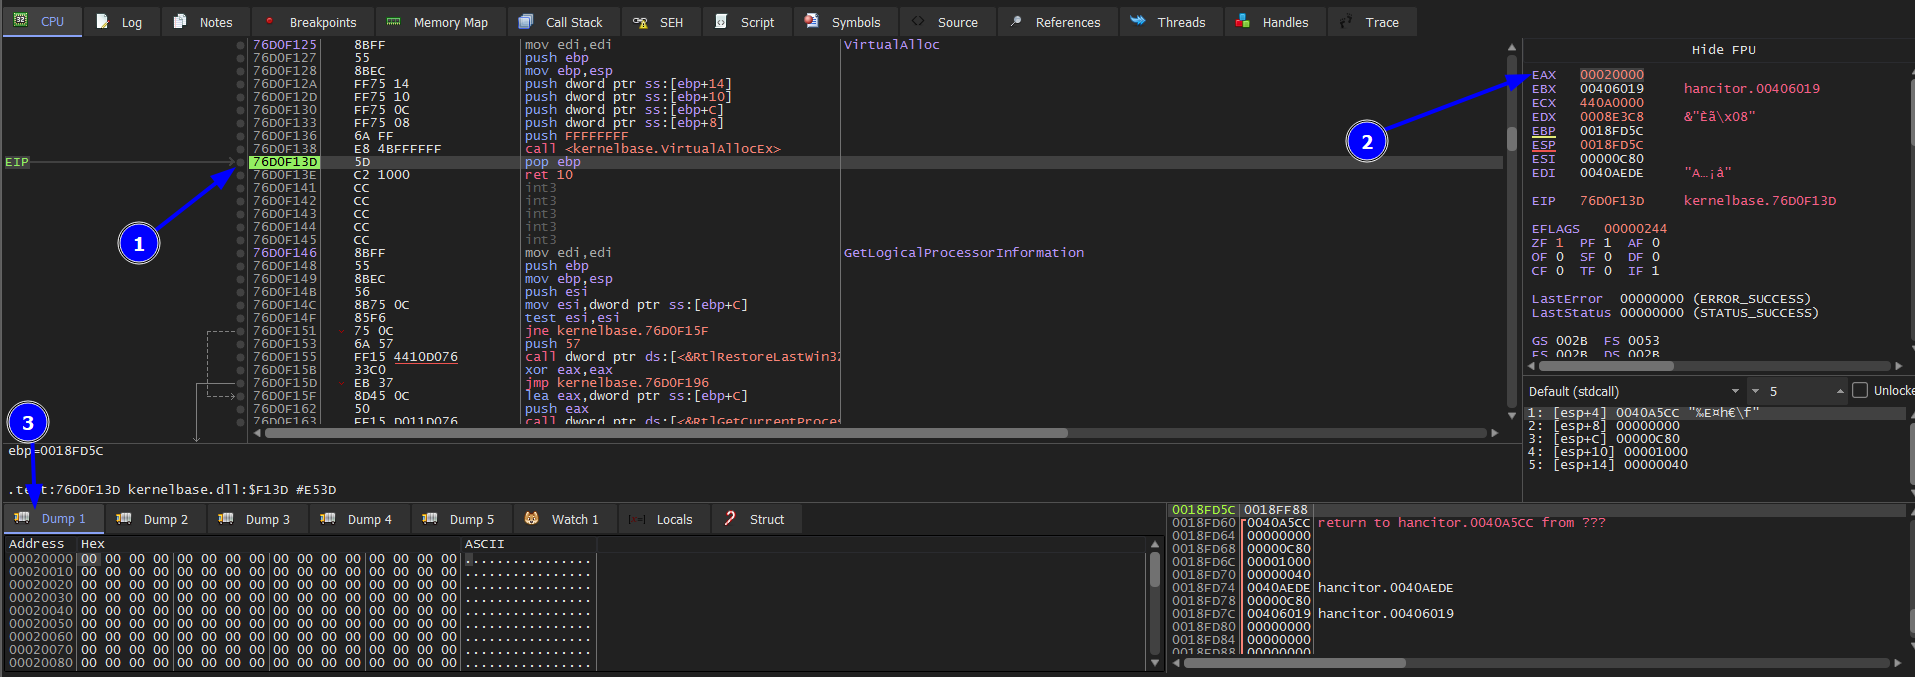 CPU Log Notes Breakpoints Memory Map Call Stack SEH Script Symbols Source References Threads Handles Trace
76D0F125 8BFF mov edi,edi VirtualAlloc
76D0F127 55 push ebp
76D0F128 8BEC mov ebp,esp
76D0F12A FF75 14 push dword ptr ss:[ebp+14]
76D0F12D FF75 10 push dword ptr ss:[ebp+10]
76D0F130 FF75 0C push dword ptr ss:[ebp+C]
76D0F133 FF75 08 push dword ptr ss:[ebp+8]
76D0F136 6A FF push FFFFFFFF
76D0F138 E8 4BFFFFFF call <kernelbase.VirtualAllocEx>
EIP 76D0F13D 5D pop ebp
76D0F13E C2 1000 ret 10
76D0F141 CC int3
76D0F142 CC int3
76D0F143 CC int3
76D0F144 CC int3
76D0F145 CC int3
76D0F146 8BFF mov edi,edi GetLogicalProcessorInformation
76D0F148 55 push ebp
76D0F149 8BEC mov ebp,esp
76D0F14B 56 push esi
76D0F14C 8B75 0C mov esi,dword ptr ss:[ebp+C]
76D0F14F 85F6 test esi,esi
76D0F151 75 0C jne kernelbase.76D0F15F
76D0F153 6A 57 push 57
76D0F155 FF15 4410D076 call dword ptr ds:[<&RtlRestoreLastWin32
76D0F15B 33C0 xor eax,eax
76D0F15D EB 37 jmp kernelbase.76D0F196
76D0F15F 8D45 0C lea eax,dword ptr ss:[ebp+C]
76D0F162 50 push eax
76D0F163 FF15 D011D076 call dword ptr ds:[<&RtlGetCurrentProce
1
2
3
Hide FPU
EAX 00020000
EBX 00406019 hancitor.00406019
ECX 440A0000
EDX 0008E3C8 &"Èã\x08"
EBP 0018FD5C
ESP 0018FD5C
ESI 00000C80
EDI 0040AEDE "A…¡å"
EIP 76D0F13D kernelbase.76D0F13D
EFLAGS 00000244
ZF 1 PF 1 AF 0
OF 0 SF 0 DF 0
CF 0 TF 0 IF 1
LastError 00000000 (ERROR_SUCCESS)
LastStatus 00000000 (STATUS_SUCCESS)
GS 002B FS 0053
ES 002B DS 002B
Default (stdcall) 5 Unlocke
1: [esp+4] 0040A5CC "‰E¤h€\f"
2: [esp+8] 00000000
3: [esp+C] 00000C80
4: [esp+10] 00001000
5: [esp+14] 00000040
ebp=0018FD5C
76D0F13D kernelbase.dll:$F13D #E53D
Dump 1 Dump 2 Dump 3 Dump 4 Dump 5 Watch 1 Locals Struct
Address Hex ASCII
00020000 00 00 00 00 00 00 00 00 00 00 00 00 00 00 00 00 ................
00020010 00 00 00 00 00 00 00 00 00 00 00 00 00 00 00 00 ................
00020020 00 00 00 00 00 00 00 00 00 00 00 00 00 00 00 00 ................
00020030 00 00 00 00 00 00 00 00 00 00 00 00 00 00 00 00 ................
00020040 00 00 00 00 00 00 00 00 00 00 00 00 00 00 00 00 ................
00020050 00 00 00 00 00 00 00 00 00 00 00 00 00 00 00 00 ................
00020060 00 00 00 00 00 00 00 00 00 00 00 00 00 00 00 00 ................
00020070 00 00 00 00 00 00 00 00 00 00 00 00 00 00 00 00 ................
00020080 00 00 00 00 00 00 00 00 00 00 00 00 00 00 00 00 ................
0018FD5C 0018FF88
0018FD60 0040A5CC return to hancitor.0040A5CC from ???
0018FD64 00000000
0018FD68 00000C80
0018FD6C 00001000
0018FD70 00000040
0018FD74 0040AEDE hancitor.0040AEDE
0018FD78 00000C80
0018FD7C 00406019 hancitor.00406019
0018FD80 00000000
0018FD84 00000000
0018FD88 00000000